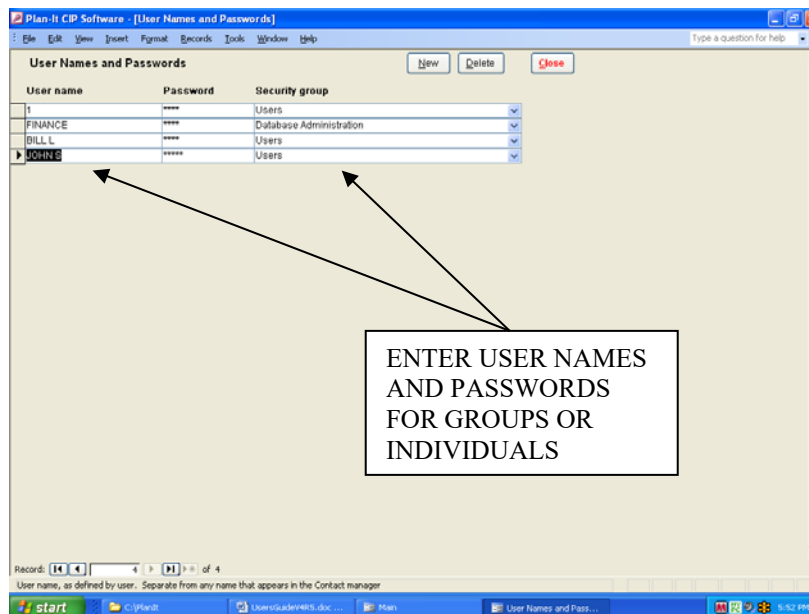 Plan-It CIP Software - [User Names and Passwords]
File Edit View Insert Format Records Tools Window Help Type a question for help
User Names and Passwords New Delete Close
User name Password Security group
1 **** Users
FINANCE **** Database Administration
BILL L **** Users
JOHN S ***** Users
ENTER USER NAMES
AND PASSWORDS
FOR GROUPS OR
INDIVIDUALS
Record: 4 of 4
User name, as defined by user. Separate from any name that appears in the Contact manager
start C:\PlanIt UsersGuideV4RS.doc ... Main User Names and Pass... 5:52 PM